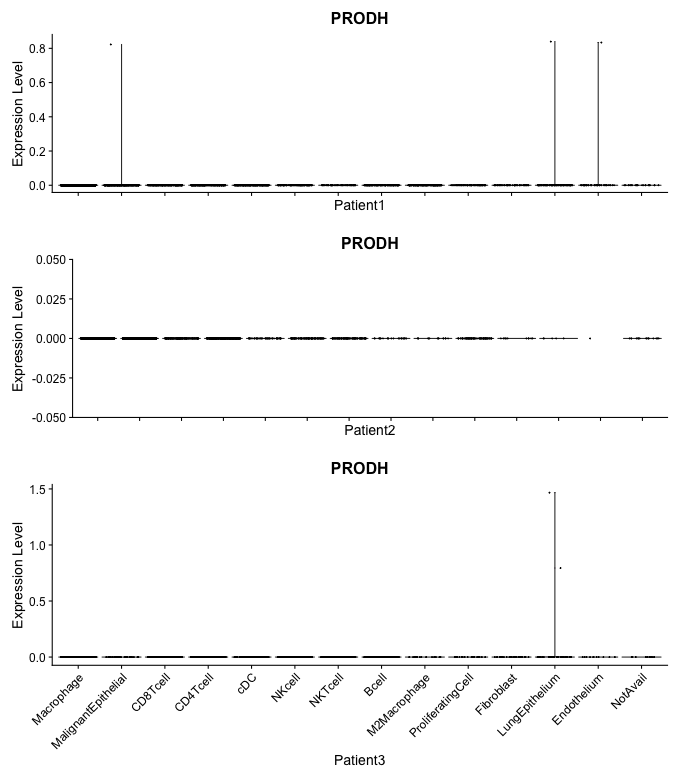 PRODH
Expression Level
0.8
0.6
0.4
0.2
0.0
Patient1
PRODH
Expression Level
0.050
0.025
0.000
-0.025
-0.050
Patient2
PRODH
Expression Level
1.5
1.0
0.5
0.0
Macrophage
MalignantEpithelial
CD8Tcell
CD4Tcell
cDC
NKcell
NKTcell
Bcell
M2Macrophage
ProliferatingCell
Fibroblast
LungEpithelium
Endothelium
NotAvail
Patient3